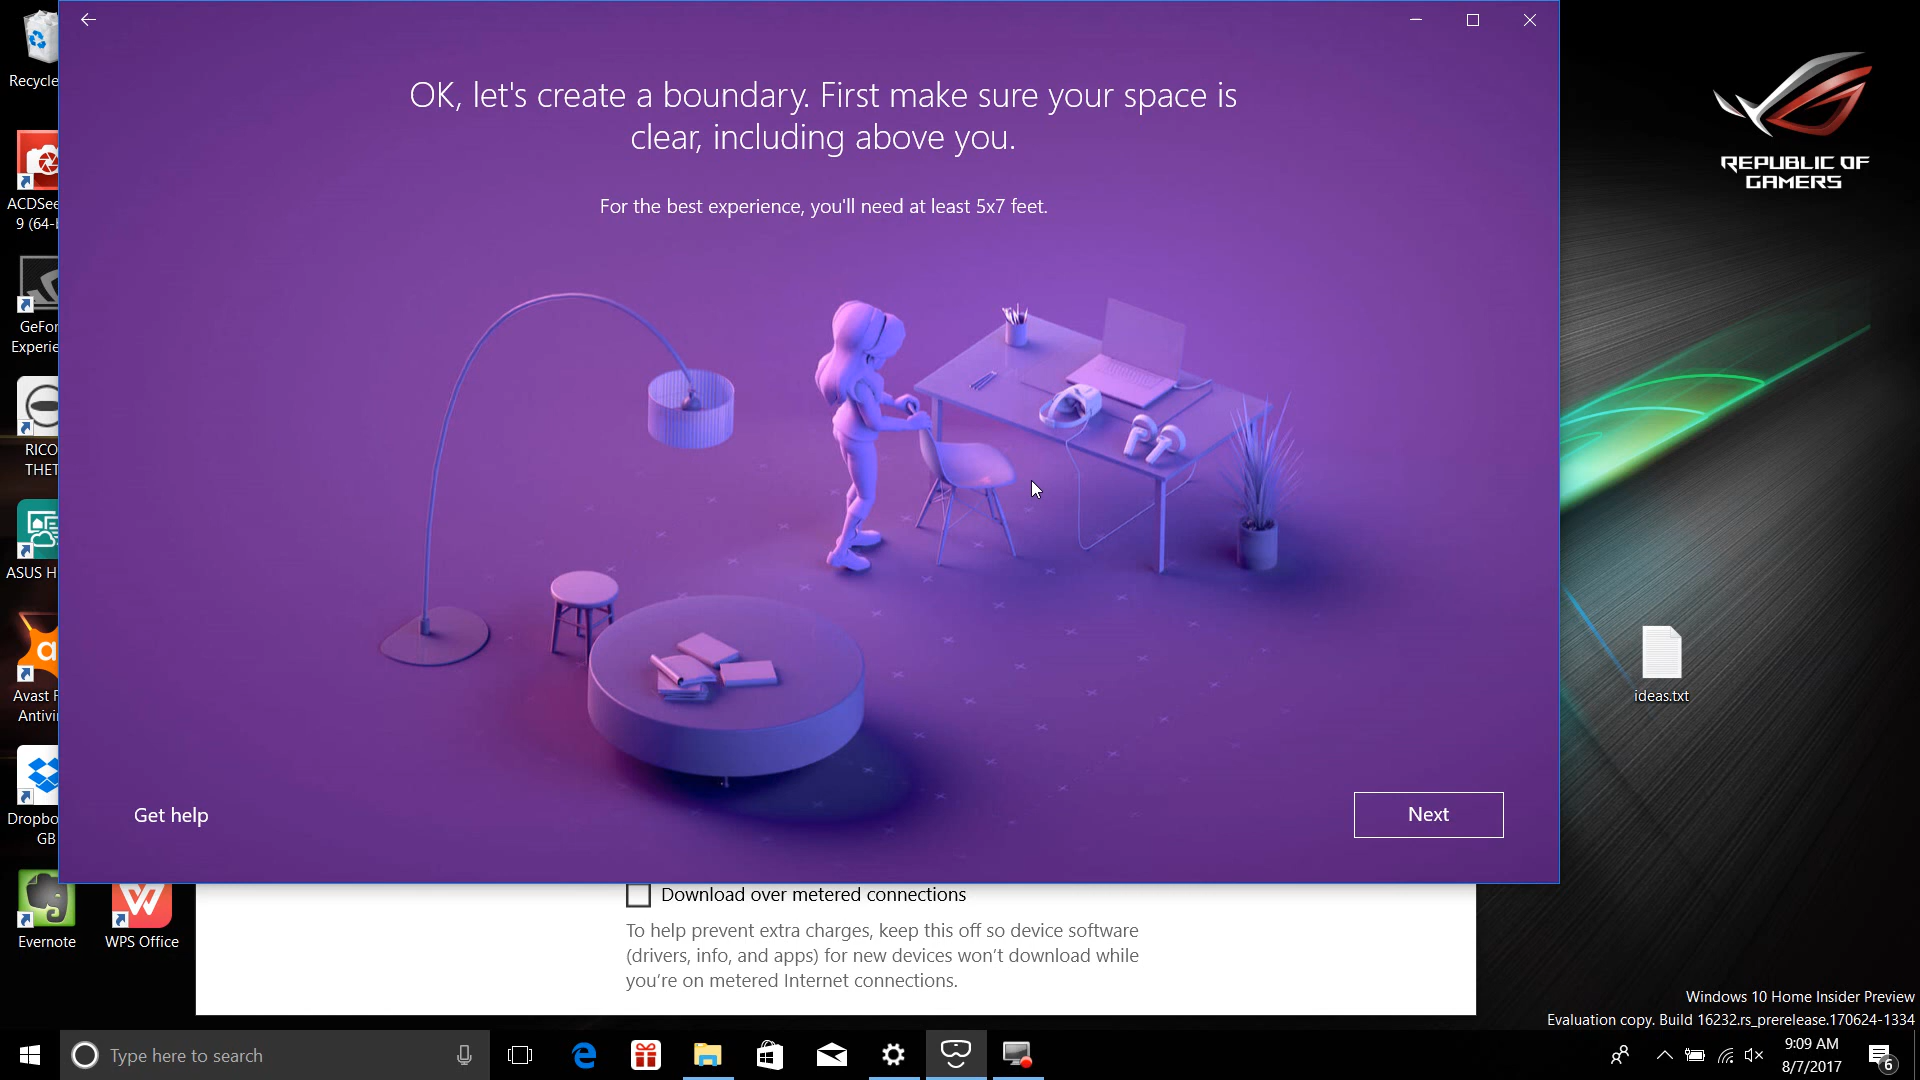 OK, let's create a boundary. First make sure your space is
clear, including above you.
For the best experience, you'll need at least 5x7 feet.
Get help
Next
Recycle
ACDSee
9 (64-b
GeFor
Experie
RICO
THET
ASUS H
Avast F
Antivir
Dropbo
GB
Evernote
WPS Office
REPUBLIC OF
GAMERS
ideas.txt
Download over metered connections
To help prevent extra charges, keep this off so device software
(drivers, info, and apps) for new devices won't download while
you're on metered Internet connections.
Windows 10 Home Insider Preview
Evaluation copy. Build 16232.rs_prerelease.170624-1334
Type here to search
9:09 AM
8/7/2017
6